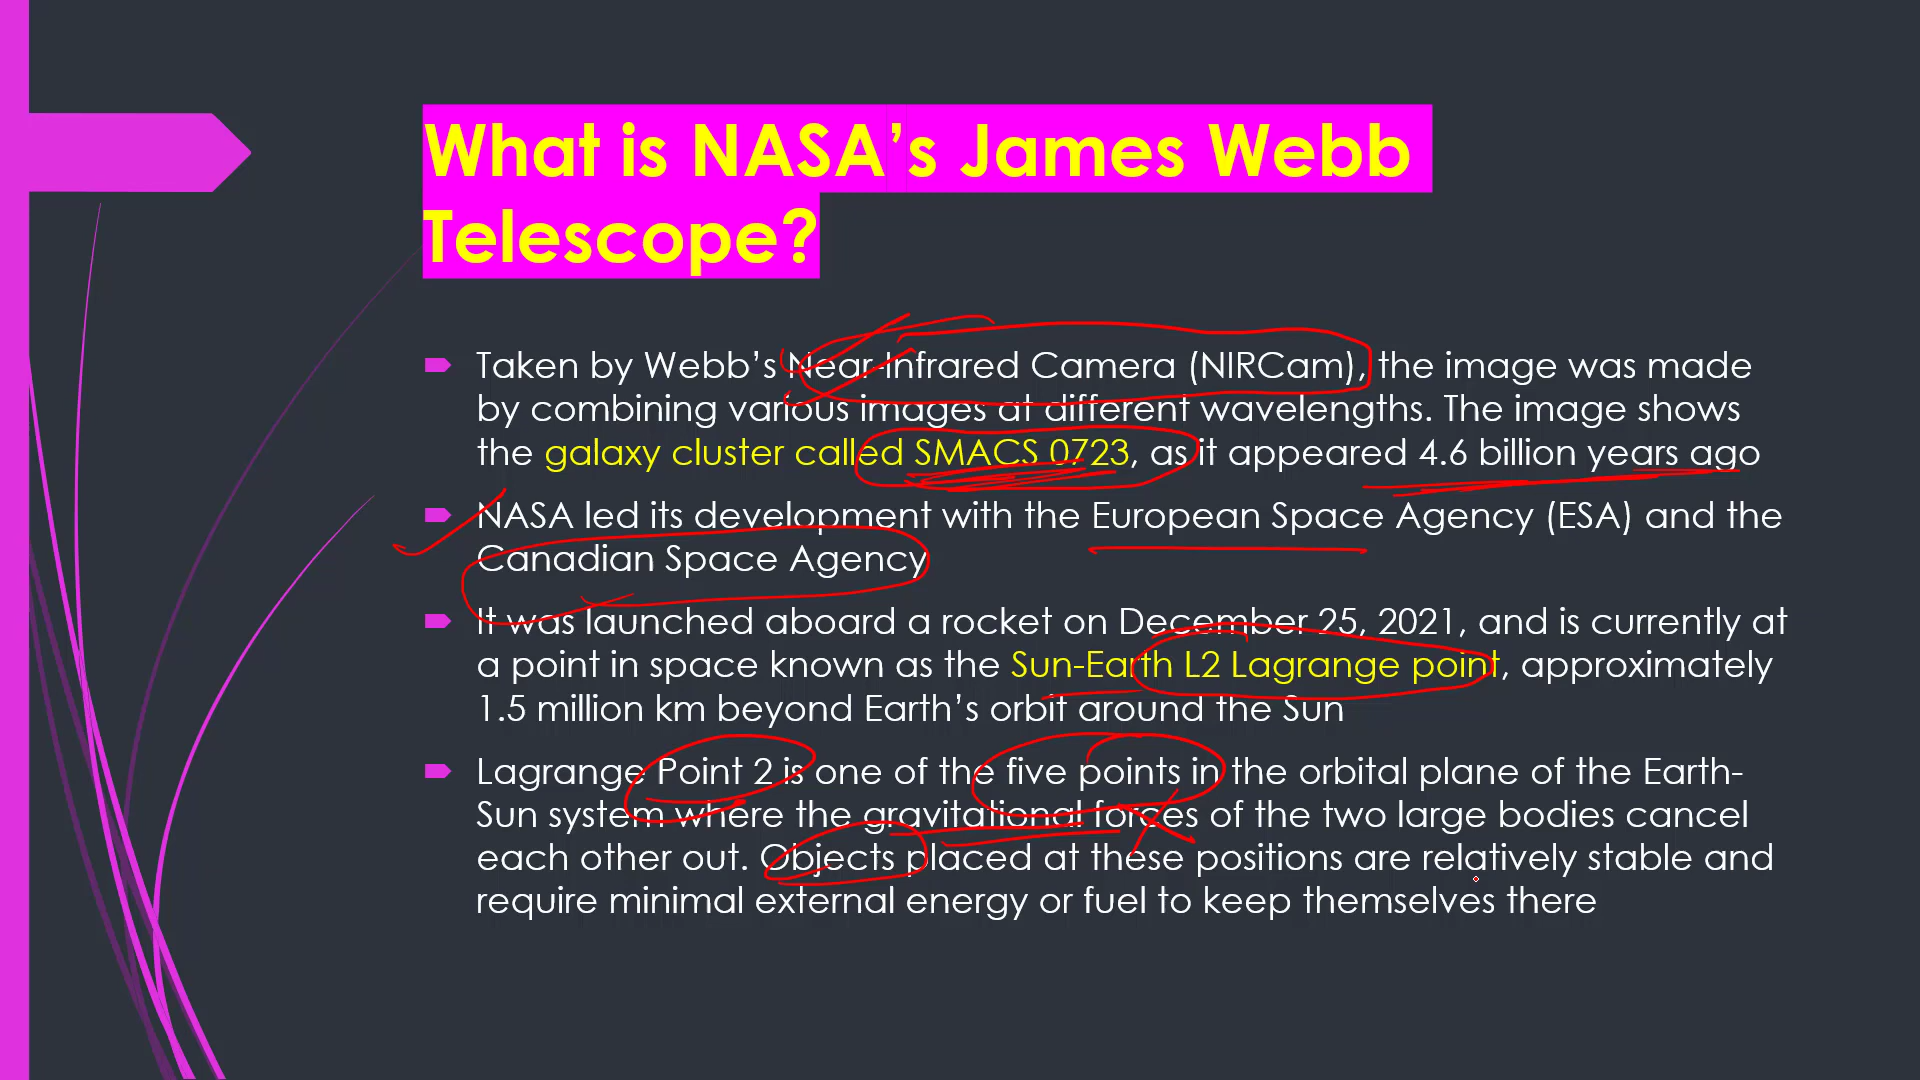 What is NASA's James Webb
Telescope?
Taken by Webb's Near-Infrared Camera (NIRCam), the image was made
by combining various images at different wavelengths. The image shows
the galaxy cluster called SMACS 0723, as it appeared 4.6 billion years ago
NASA led its development with the European Space Agency (ESA) and the
Canadian Space Agency
It was launched aboard a rocket on December 25, 2021, and is currently at
a point in space known as the Sun-Earth L2 Lagrange point, approximately
1.5 million km beyond Earth's orbit around the Sun
Lagrange Point 2 is one of the five points in the orbital plane of the Earth-
Sun system where the gravitational forces of the two large bodies cancel
each other out. Objects placed at these positions are relatively stable and
require minimal external energy or fuel to keep themselves there